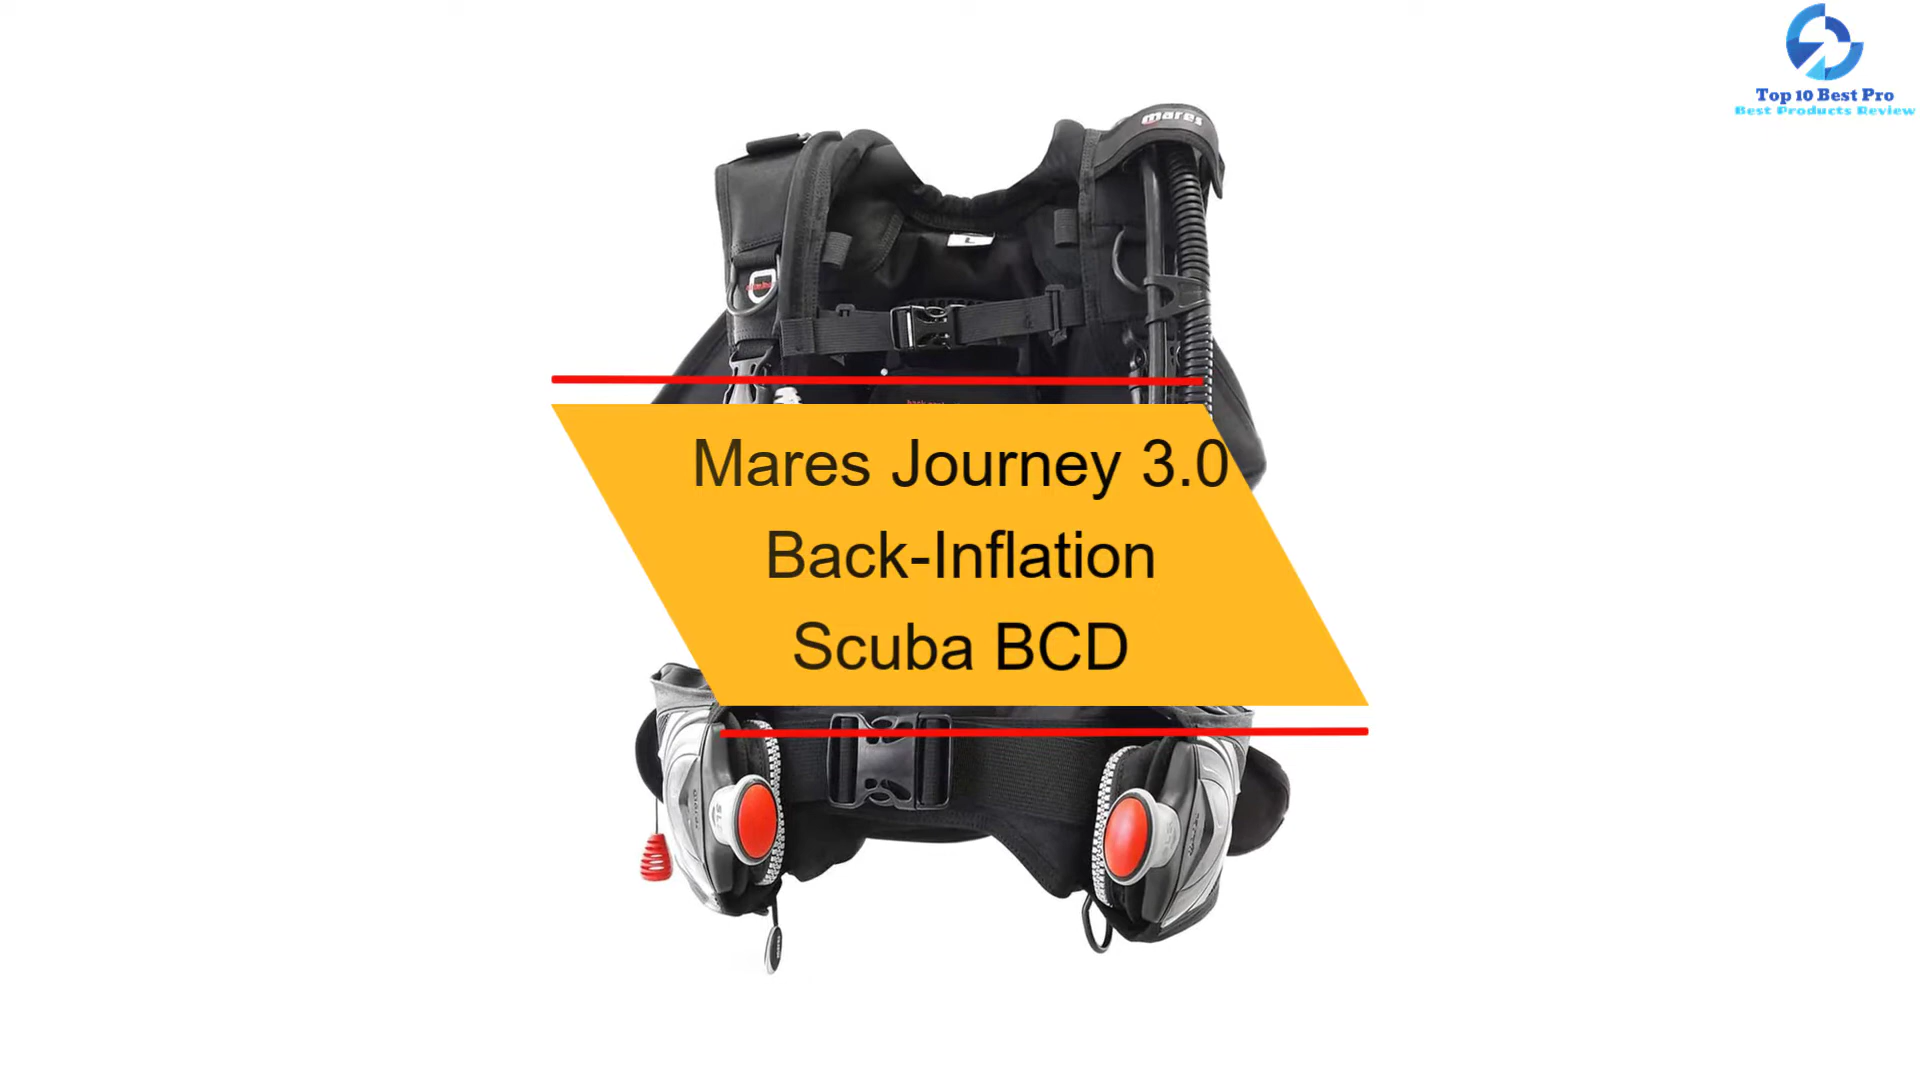 Top 10 Best Pro
Best Products Review
mares
L
Mares Journey 3.0
Back-Inflation
Scuba BCD